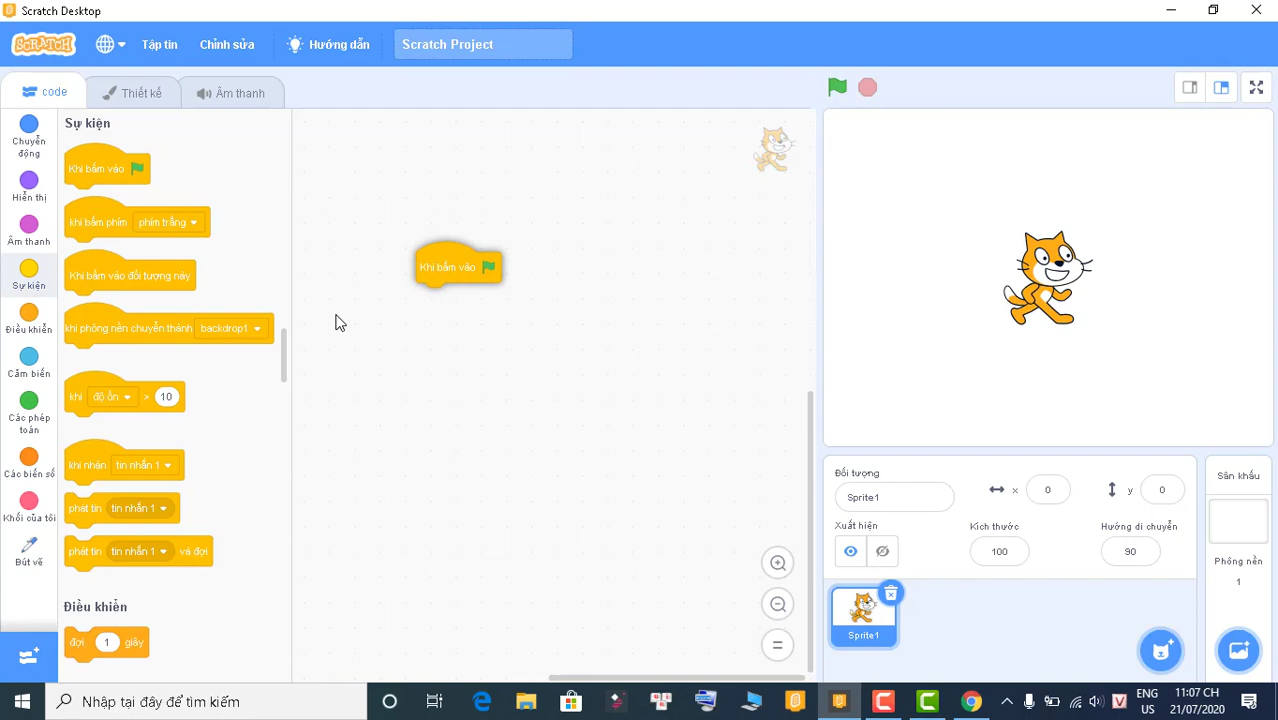 Scratch Desktop
SCRATCH
Tập tin
Chỉnh sửa
Hướng dẫn
Scratch Project
code
Thiết kế
Âm thanh
Chuyển động
Hiển thị
Âm thanh
Sự kiện
Điều khiển
Cảm biến
Các phép toán
Các biến số
Khối của tôi
Bút vẽ
Sự kiện
Khi bấm vào
khi bấm phím phím trắng
Khi bấm vào đối tượng này
khi phông nền chuyển thành backdrop1
khi độ ồn > 10
khi nhận tin nhắn 1
phát tin tin nhắn 1
phát tin tin nhắn 1 và đợi
Điều khiển
đợi 1 giây
Khi bấm vào
Đối tượng
Sprite1
x 0
y 0
Xuất hiện
Kích thước
100
Hướng di chuyển
90
Sprite1
Sân khấu
Phông nền
1
Nhập tại đây để tìm kiếm
V
ENG
11:07 CH
21/07/2020